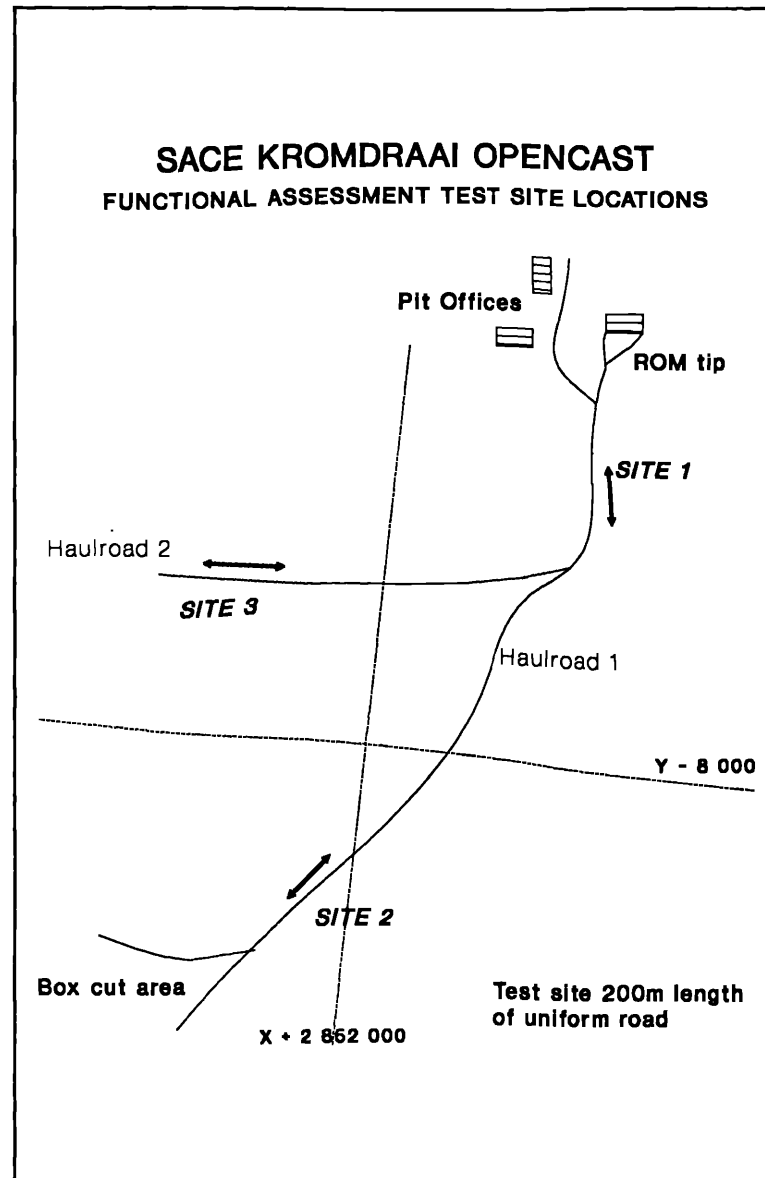 SACE KROMDRAAI OPENCAST
FUNCTIONAL ASSESSMENT TEST SITE LOCATIONS
Pit Offices
ROM tip
SITE 1
Haulroad 2
SITE 3
Haulroad 1
Y - 8 000
SITE 2
Box cut area
Test site 200m length
of uniform road
X + 2 862 000